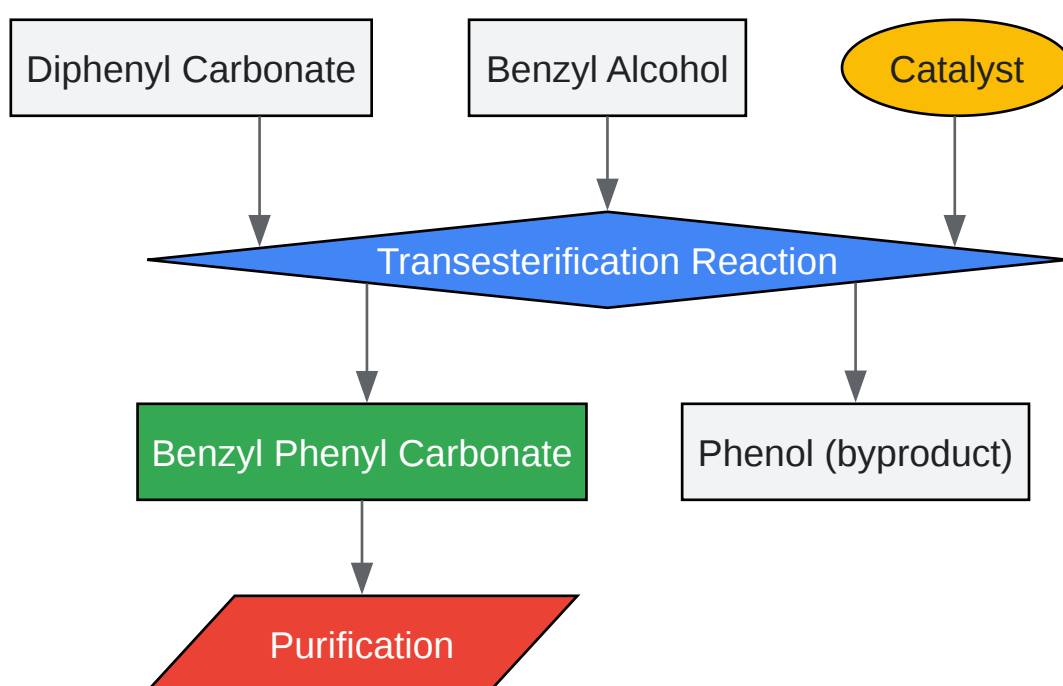 Diphenyl Carbonate
Benzyl Alcohol
Catalyst
Transesterification Reaction
Benzyl Phenyl Carbonate
Phenol (byproduct)
Purification